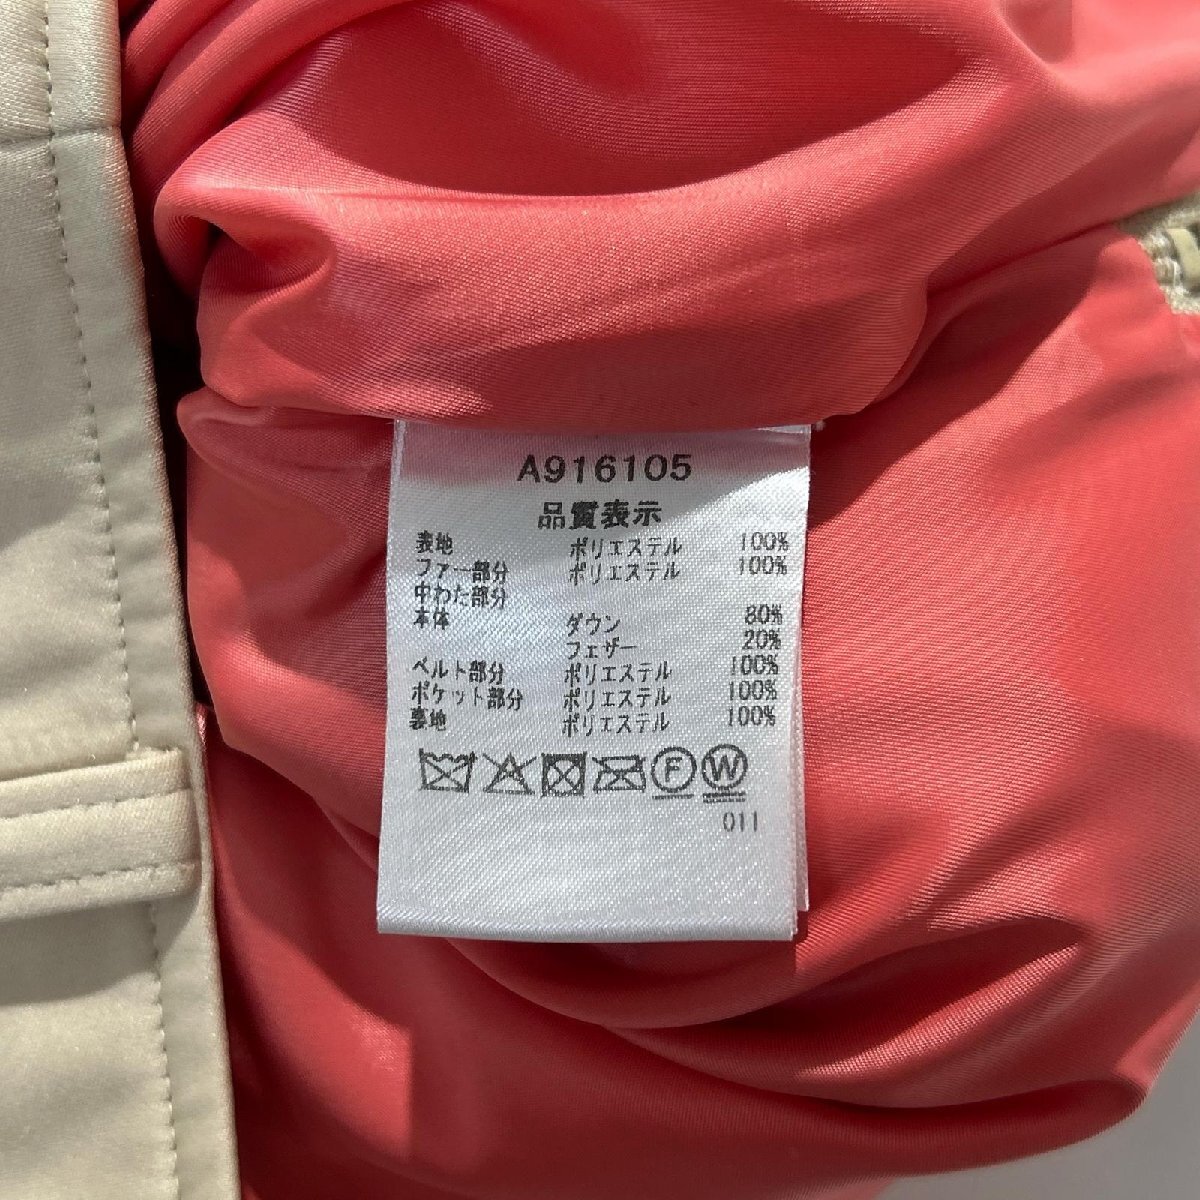 A916105
品質表示
表地 ポリエステル 100%
ファー部分 ポリエステル 100%
中わた部分
本体 ダウン 80%
フェザー 20%
ベルト部分 ポリエステル 100%
ポケット部分 ポリエステル 100%
裏地 ポリエステル 100%
F W
011